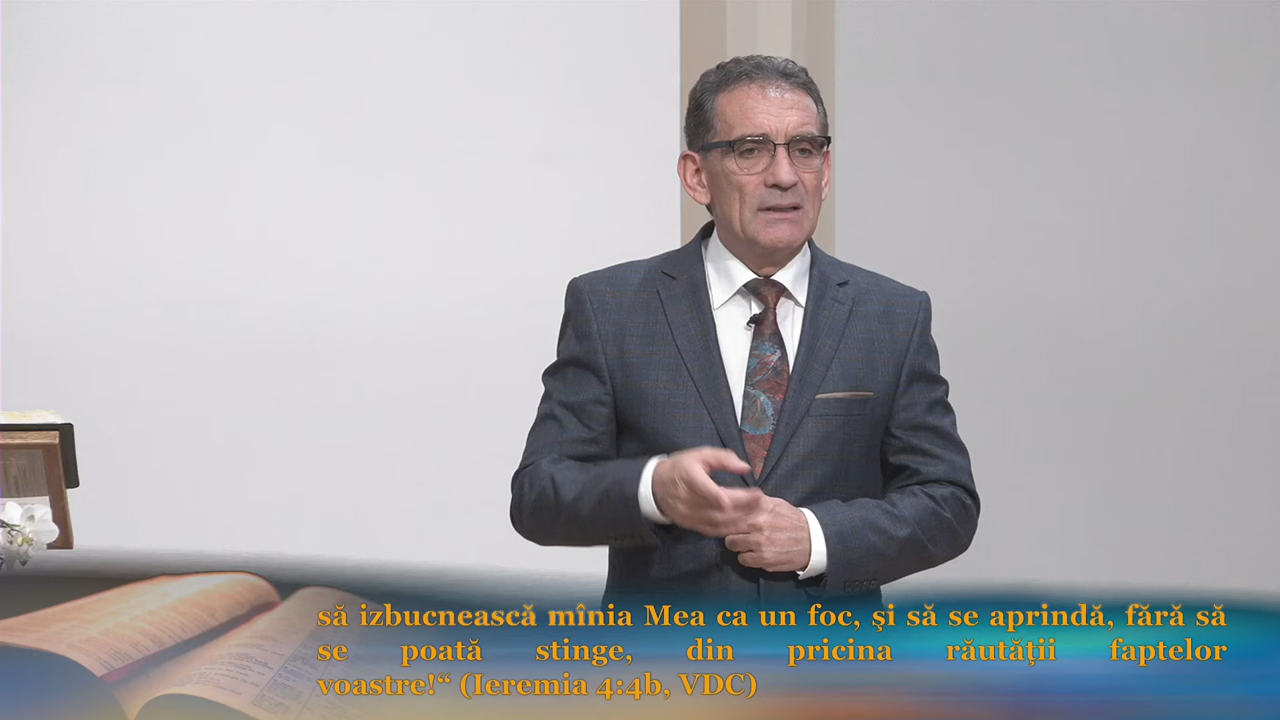 să izbucnească mînia Mea ca un foc, şi să se aprindă, fără să
se poată stinge, din pricina răutăţii faptelor
voastre!“ (Ieremia 4:4b, VDC)